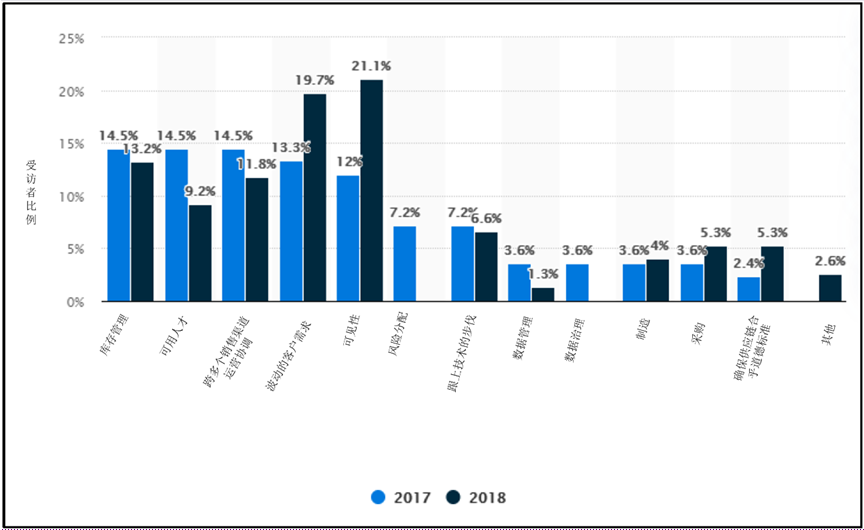 25%
20%
15%
10%
5%
0%
受访者比例
14.5%
13.2%
14.5%
9.2%
14.5%
11.8%
13.3%
19.7%
12%
21.1%
7.2%
7.2%
6.6%
3.6%
1.3%
3.6%
3.6%
4%
3.6%
5.3%
2.4%
5.3%
2.6%
库存管理
可用人才
跨多个销售渠道
运营协调
波动的客户需求
可见性
风险分配
跟上技术的步伐
数据管理
数据治理
制造
采购
确保供应链合
乎道德标准
其他
2017
2018